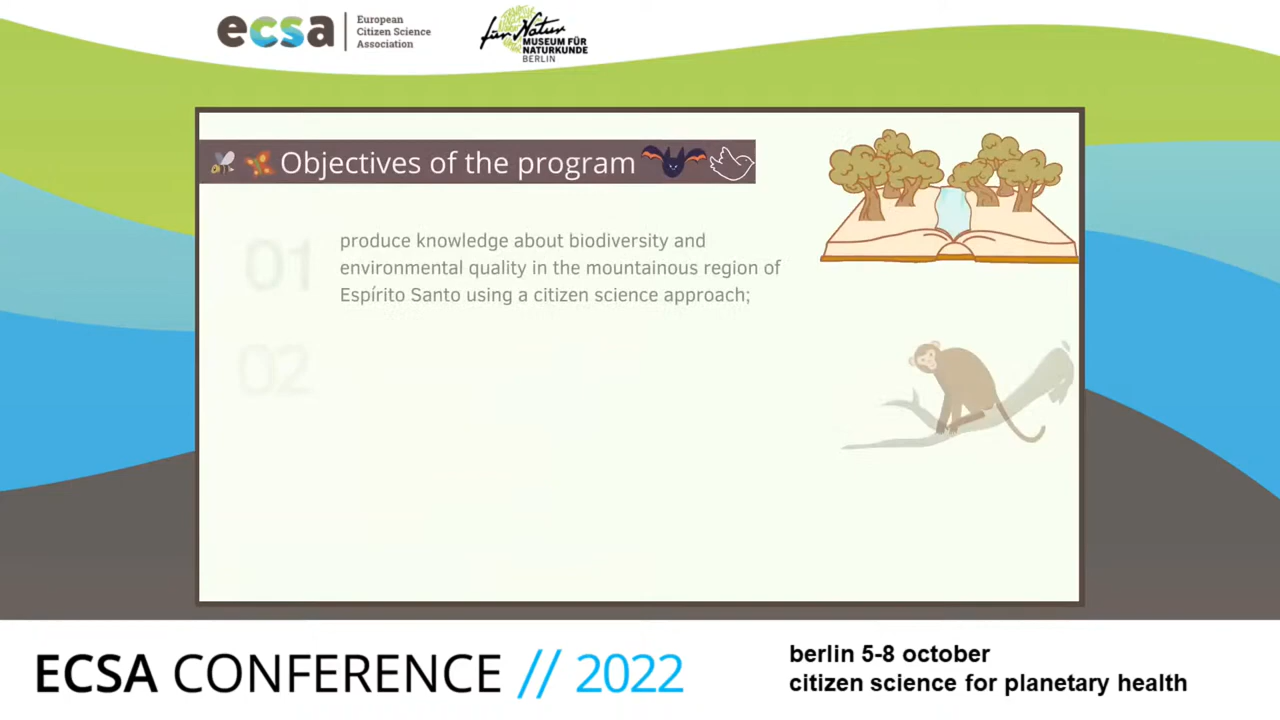 ecsa
European
Citizen Science
Association
für Natur
MUSEUM FÜR
NATURKUNDE
BERLIN
Objectives of the program
01
produce knowledge about biodiversity and
environmental quality in the mountainous region of
Espírito Santo using a citizen science approach;
02
ECSA CONFERENCE // 2022
berlin 5-8 october
citizen science for planetary health